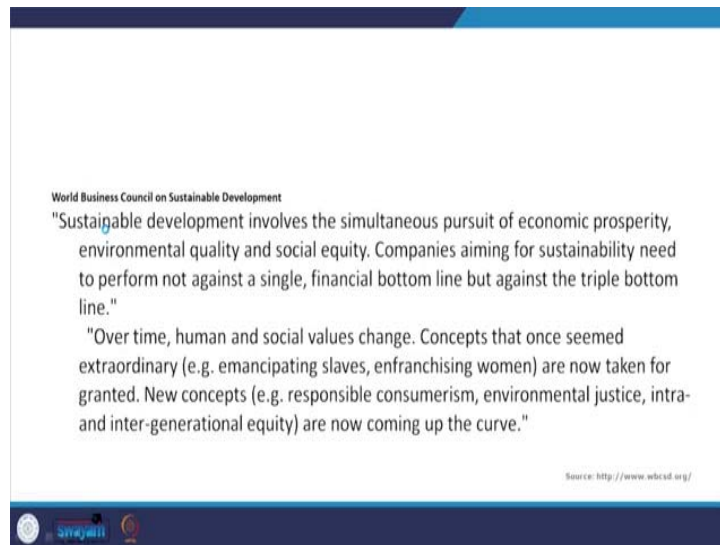 World Business Council on Sustainable Development
"Sustainable development involves the simultaneous pursuit of economic prosperity,
environmental quality and social equity. Companies aiming for sustainability need
to perform not against a single, financial bottom line but against the triple bottom
line."
"Over time, human and social values change. Concepts that once seemed
extraordinary (e.g. emancipating slaves, enfranchising women) are now taken for
granted. New concepts (e.g. responsible consumerism, environmental justice, intra-
and inter-generational equity) are now coming up the curve."
Source: http://www.wbcsd.org/
swayam